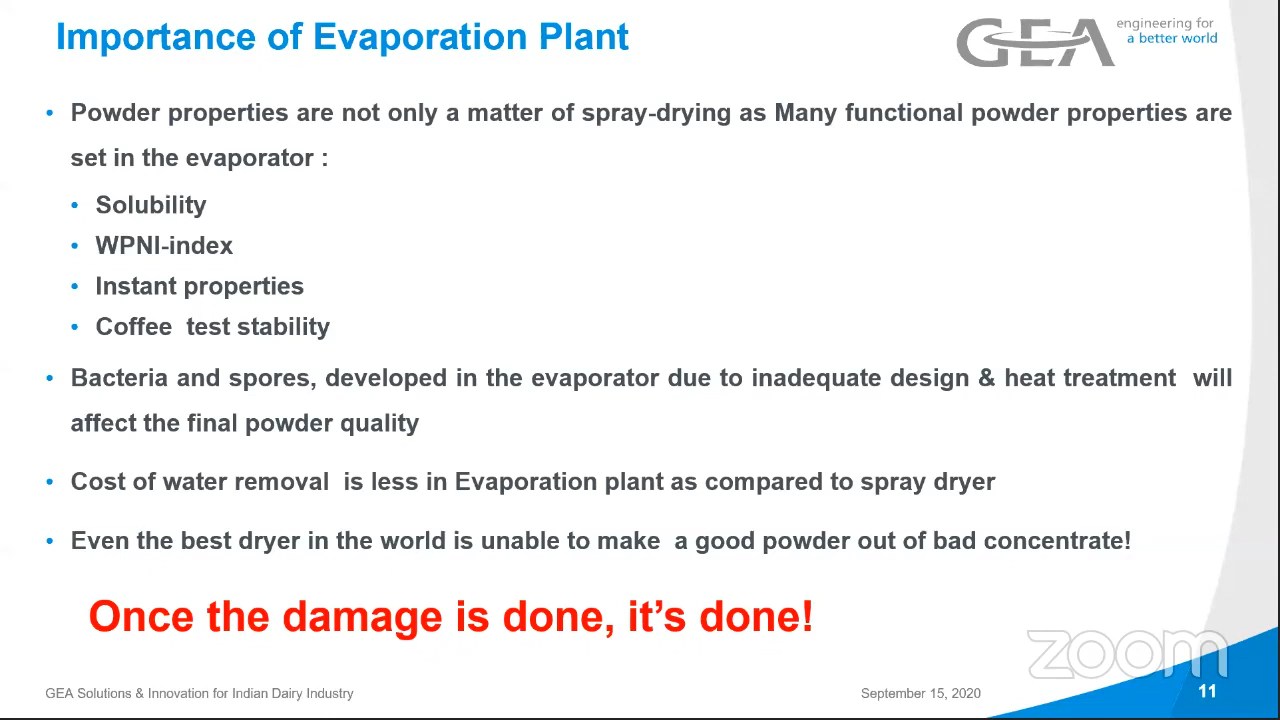 Importance of Evaporation Plant
GEA engineering for
a better world
• Powder properties are not only a matter of spray-drying as Many functional powder properties are
set in the evaporator :
• Solubility
• WPNI-index
• Instant properties
• Coffee test stability
• Bacteria and spores, developed in the evaporator due to inadequate design & heat treatment will
affect the final powder quality
• Cost of water removal is less in Evaporation plant as compared to spray dryer
• Even the best dryer in the world is unable to make a good powder out of bad concentrate!
Once the damage is done, it's done!
zoom
GEA Solutions & Innovation for Indian Dairy Industry
September 15, 2020
11